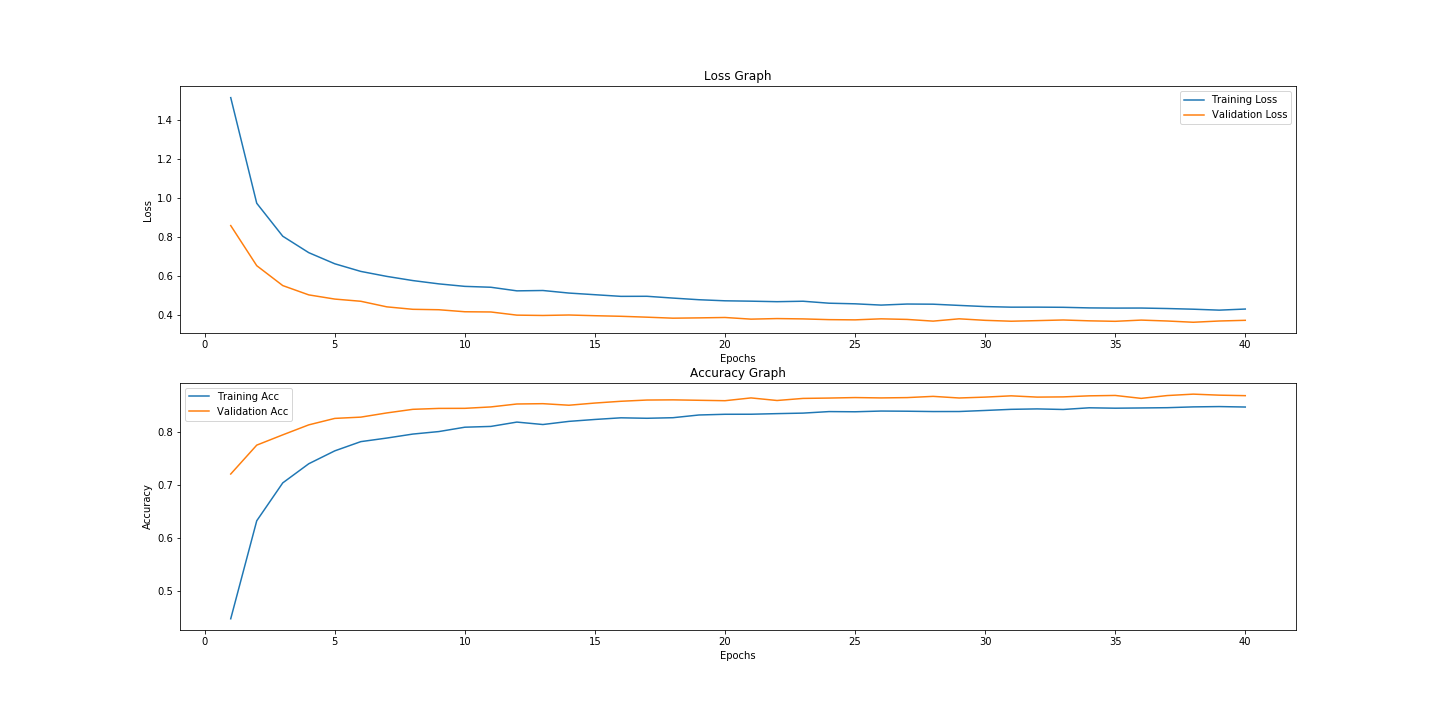 Loss Graph
Training Loss
Validation Loss
1.4
1.2
1.0
0.8
0.6
0.4
Loss
0 5 10 15 20 25 30 35 40
Epochs
Accuracy Graph
Training Acc
Validation Acc
0.8
0.7
0.6
0.5
Accuracy
0 5 10 15 20 25 30 35 40
Epochs